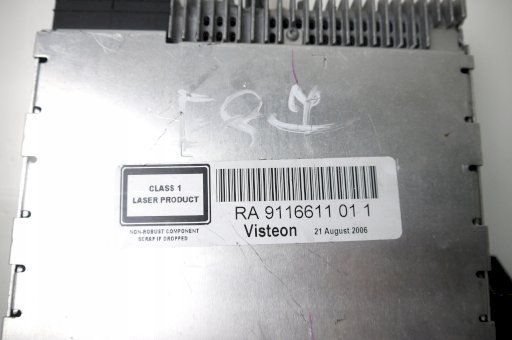 CLASS 1
LASER PRODUCT
NON-ROBUST COMPONENT
SCRAP IF DROPPED
RA 9116611 01 1
Visteon 21 August 2006